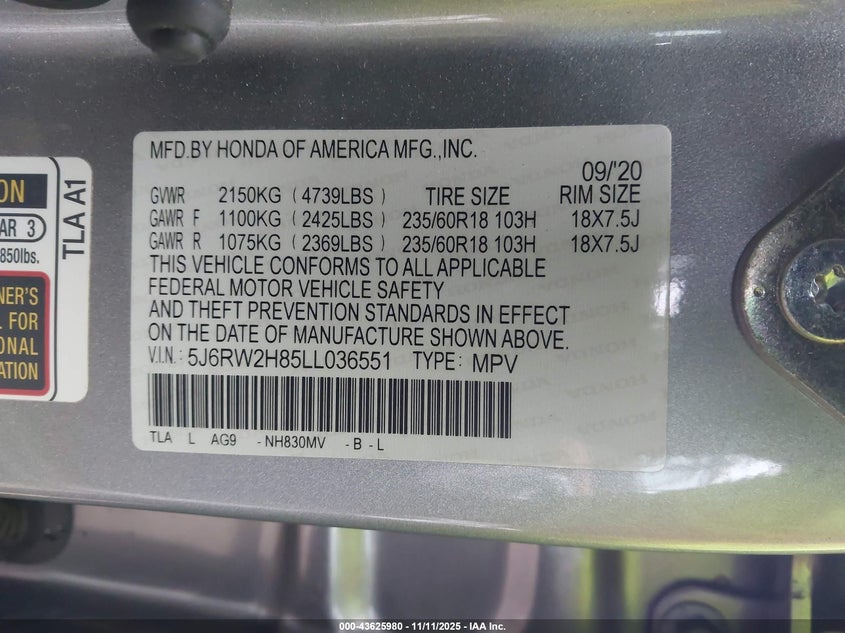 MFD.BY HONDA OF AMERICA MFG.,INC.
09/'20
GVWR 2150KG ( 4739LBS ) TIRE SIZE RIM SIZE
GAWR F 1100KG ( 2425LBS ) 235/60R18 103H 18X7.5J
GAWR R 1075KG ( 2369LBS ) 235/60R18 103H 18X7.5J
THIS VEHICLE CONFORMS TO ALL APPLICABLE
FEDERAL MOTOR VEHICLE SAFETY
AND THEFT PREVENTION STANDARDS IN EFFECT
ON THE DATE OF MANUFACTURE SHOWN ABOVE.
V.I.N.: 5J6RW2H85LL036551 TYPE: MPV
TLA L AG9 -NH830MV -B-L
ON
AR 3
850lbs.
NER'S
L FOR
ONAL
ATION
TLA A1
000-43625980 - 11/11/2025 - IAA Inc.